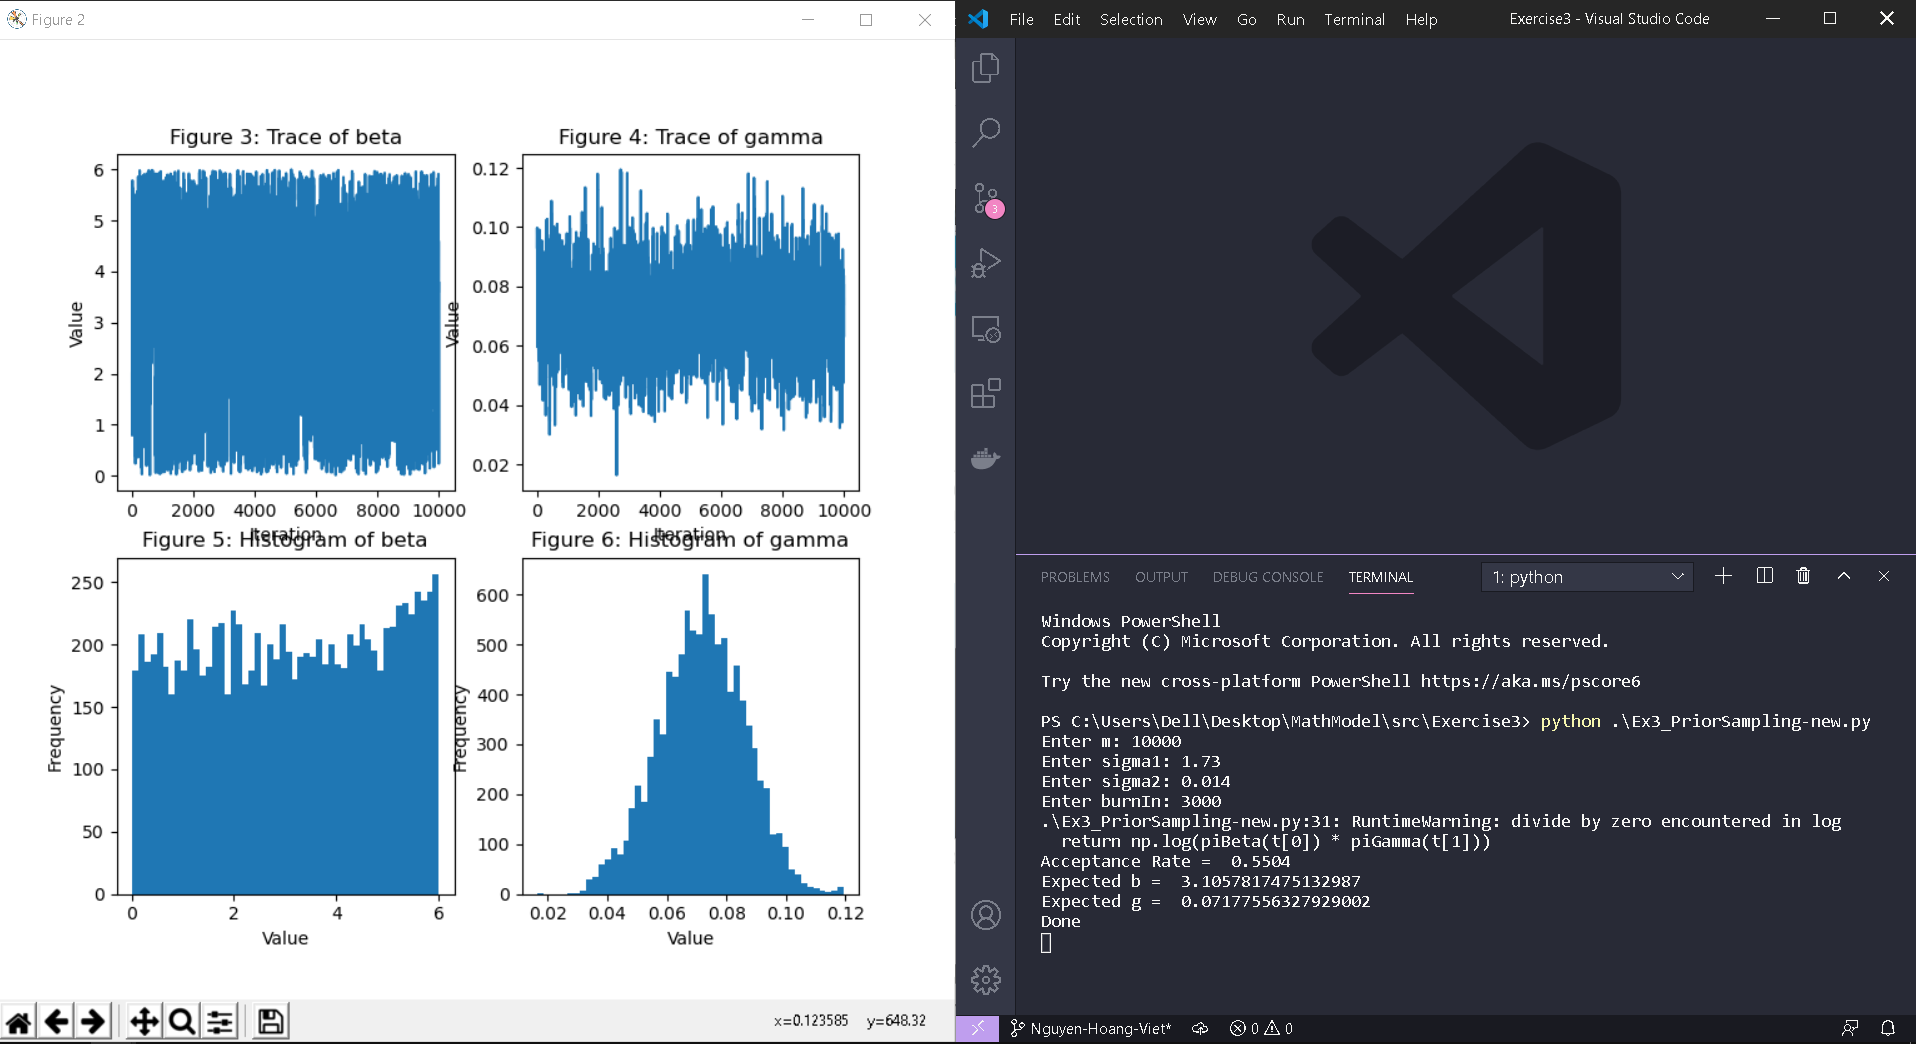 Figure 2
Figure 3: Trace of beta
Value
6
5
4
3
2
1
0
0 2000 4000 6000 8000 10000
Iteration
Figure 4: Trace of gamma
Value
0.12
0.10
0.08
0.06
0.04
0.02
0 2000 4000 6000 8000 10000
Iteration
Figure 5: Histogram of beta
Frequency
250
200
150
100
50
0
0 2 4 6
Value
Figure 6: Histogram of gamma
Frequency
600
500
400
300
200
100
0
0.02 0.04 0.06 0.08 0.10 0.12
Value
x=0.123585 y=648.32
File Edit Selection View Go Run Terminal Help Exercise3 - Visual Studio Code
3
PROBLEMS OUTPUT DEBUG CONSOLE TERMINAL 1: python
Windows PowerShell
Copyright (C) Microsoft Corporation. All rights reserved.
Try the new cross-platform PowerShell https://aka.ms/pscore6
PS C:\Users\Dell\Desktop\MathModel\src\Exercise3> python .\Ex3_PriorSampling-new.py
Enter m: 10000
Enter sigma1: 1.73
Enter sigma2: 0.014
Enter burnIn: 3000
.\Ex3_PriorSampling-new.py:31: RuntimeWarning: divide by zero encountered in log
return np.log(piBeta(t[0]) * piGamma(t[1]))
Acceptance Rate = 0.5504
Expected b = 3.1057817475132987
Expected g = 0.07177556327929002
Done
Nguyen-Hoang-Viet* 0 0